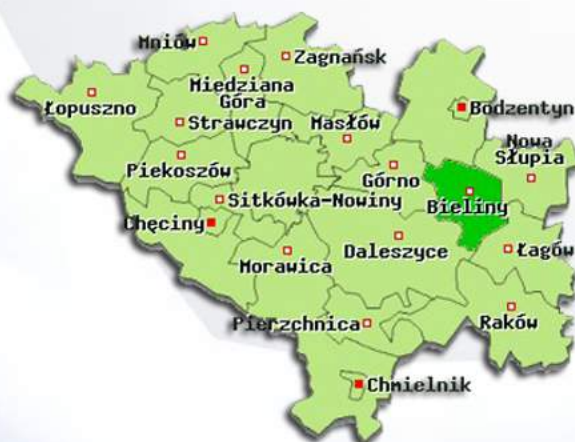 Mniów
Zagnańsk
Miedziana
Góra
Łopuszno
Bodzentyn
Strawczyn
Masłów
Nowa
Słupia
Piekoszów
Górno
Sitkówka-Nowiny
Bieliny
Chęciny
Daleszyce
Łagów
Morawica
Pierzchnica
Raków
Chmielnik